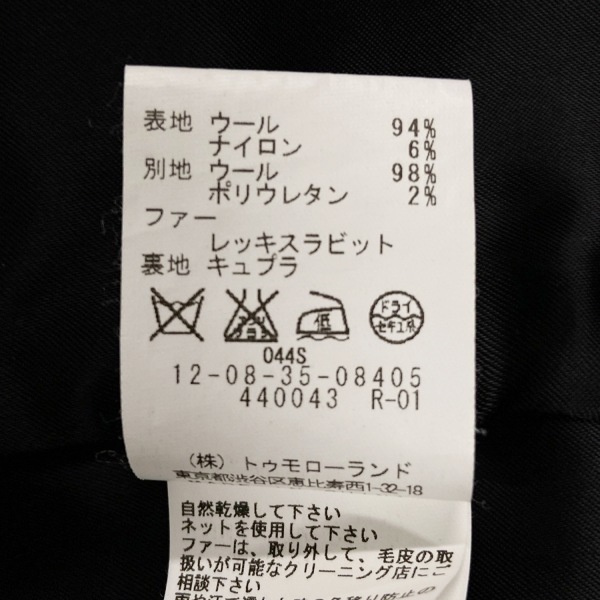 表地 ウール 94%
ナイロン 6%
別地 ウール 98%
ポリウレタン 2%
ファー
レッキスラビット
裏地 キュプラ
エンソ サラシ 低 ドライ
セキユ系
044S
12-08-35-08405
440043 R-01
(株) トゥモローランド
東京都渋谷区恵比寿西1-32-18
自然乾燥して下さい
ネットを使用して下さい
ファーは、取り外して、毛皮の取
扱いが可能なクリーニング店にご
相談下さい